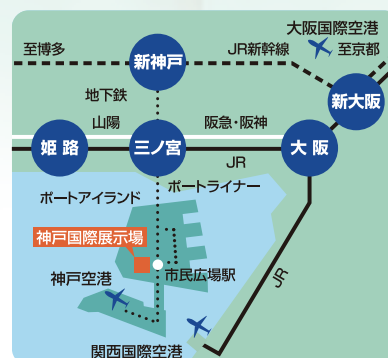 大阪国際空港
至博多
JR新幹線
至京都
新神戸
新大阪
地下鉄
山陽
阪急・阪神
姫路
三ノ宮
大阪
JR
ポートアイランド
ポートライナー
神戸国際展示場
神戸空港
市民広場駅
JR
関西国際空港